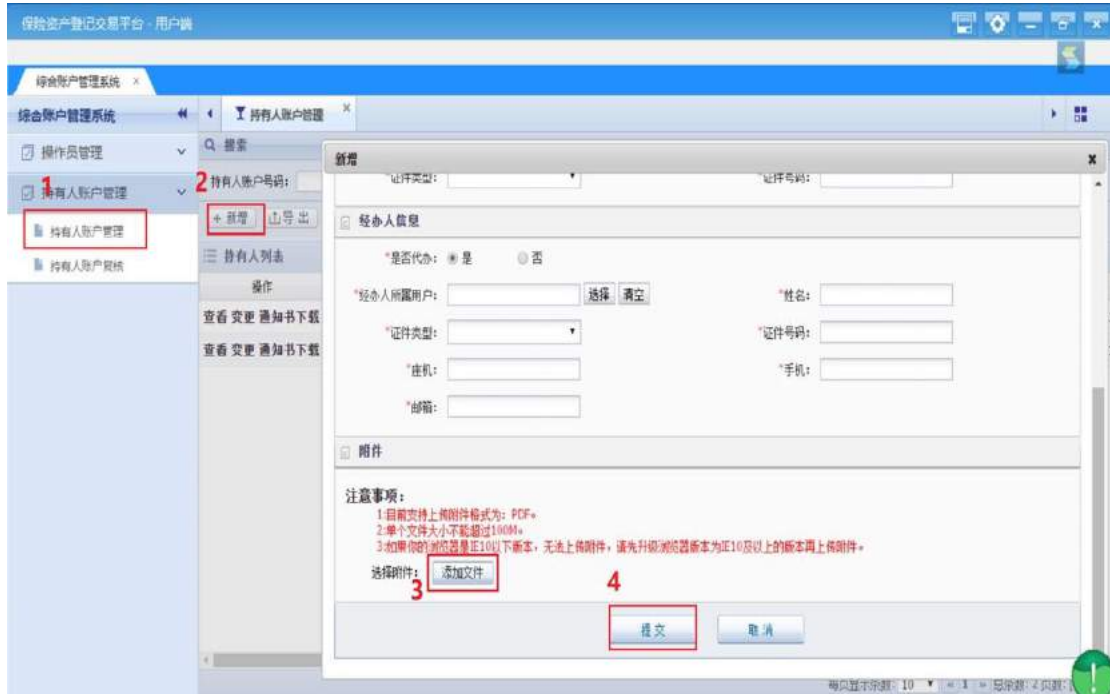 保险资产登记交易平台 - 用户端
综合账户管理系统 ×
综合账户管理系统
持有人账户管理 ×
操作员管理
搜索
新增
1 持有人账户管理
2 持有人账户号码:
*证件类型: *证件号码:
持有人账户管理
+ 新增 导出
经办人信息
持有人账户复核
持有人列表
*是否代办: 是 否
操作
*经办人所属用户: 选择 清空 *姓名:
查看 变更 通知书下载
*证件类型: *证件号码:
查看 变更 通知书下载
*座机: *手机:
*邮箱:
附件
注意事项:
1:目前支持上传附件格式为: PDF。
2:单个文件大小不能超过100M。
3:如果你的浏览器是IE10以下版本, 无法上传附件, 请先升级浏览器版本为IE10及以上的版本再上传附件。
选择附件: 添加文件
3
4
提交 取消
每页显示条数: 10 « 1 » 总条数: 2 页数: